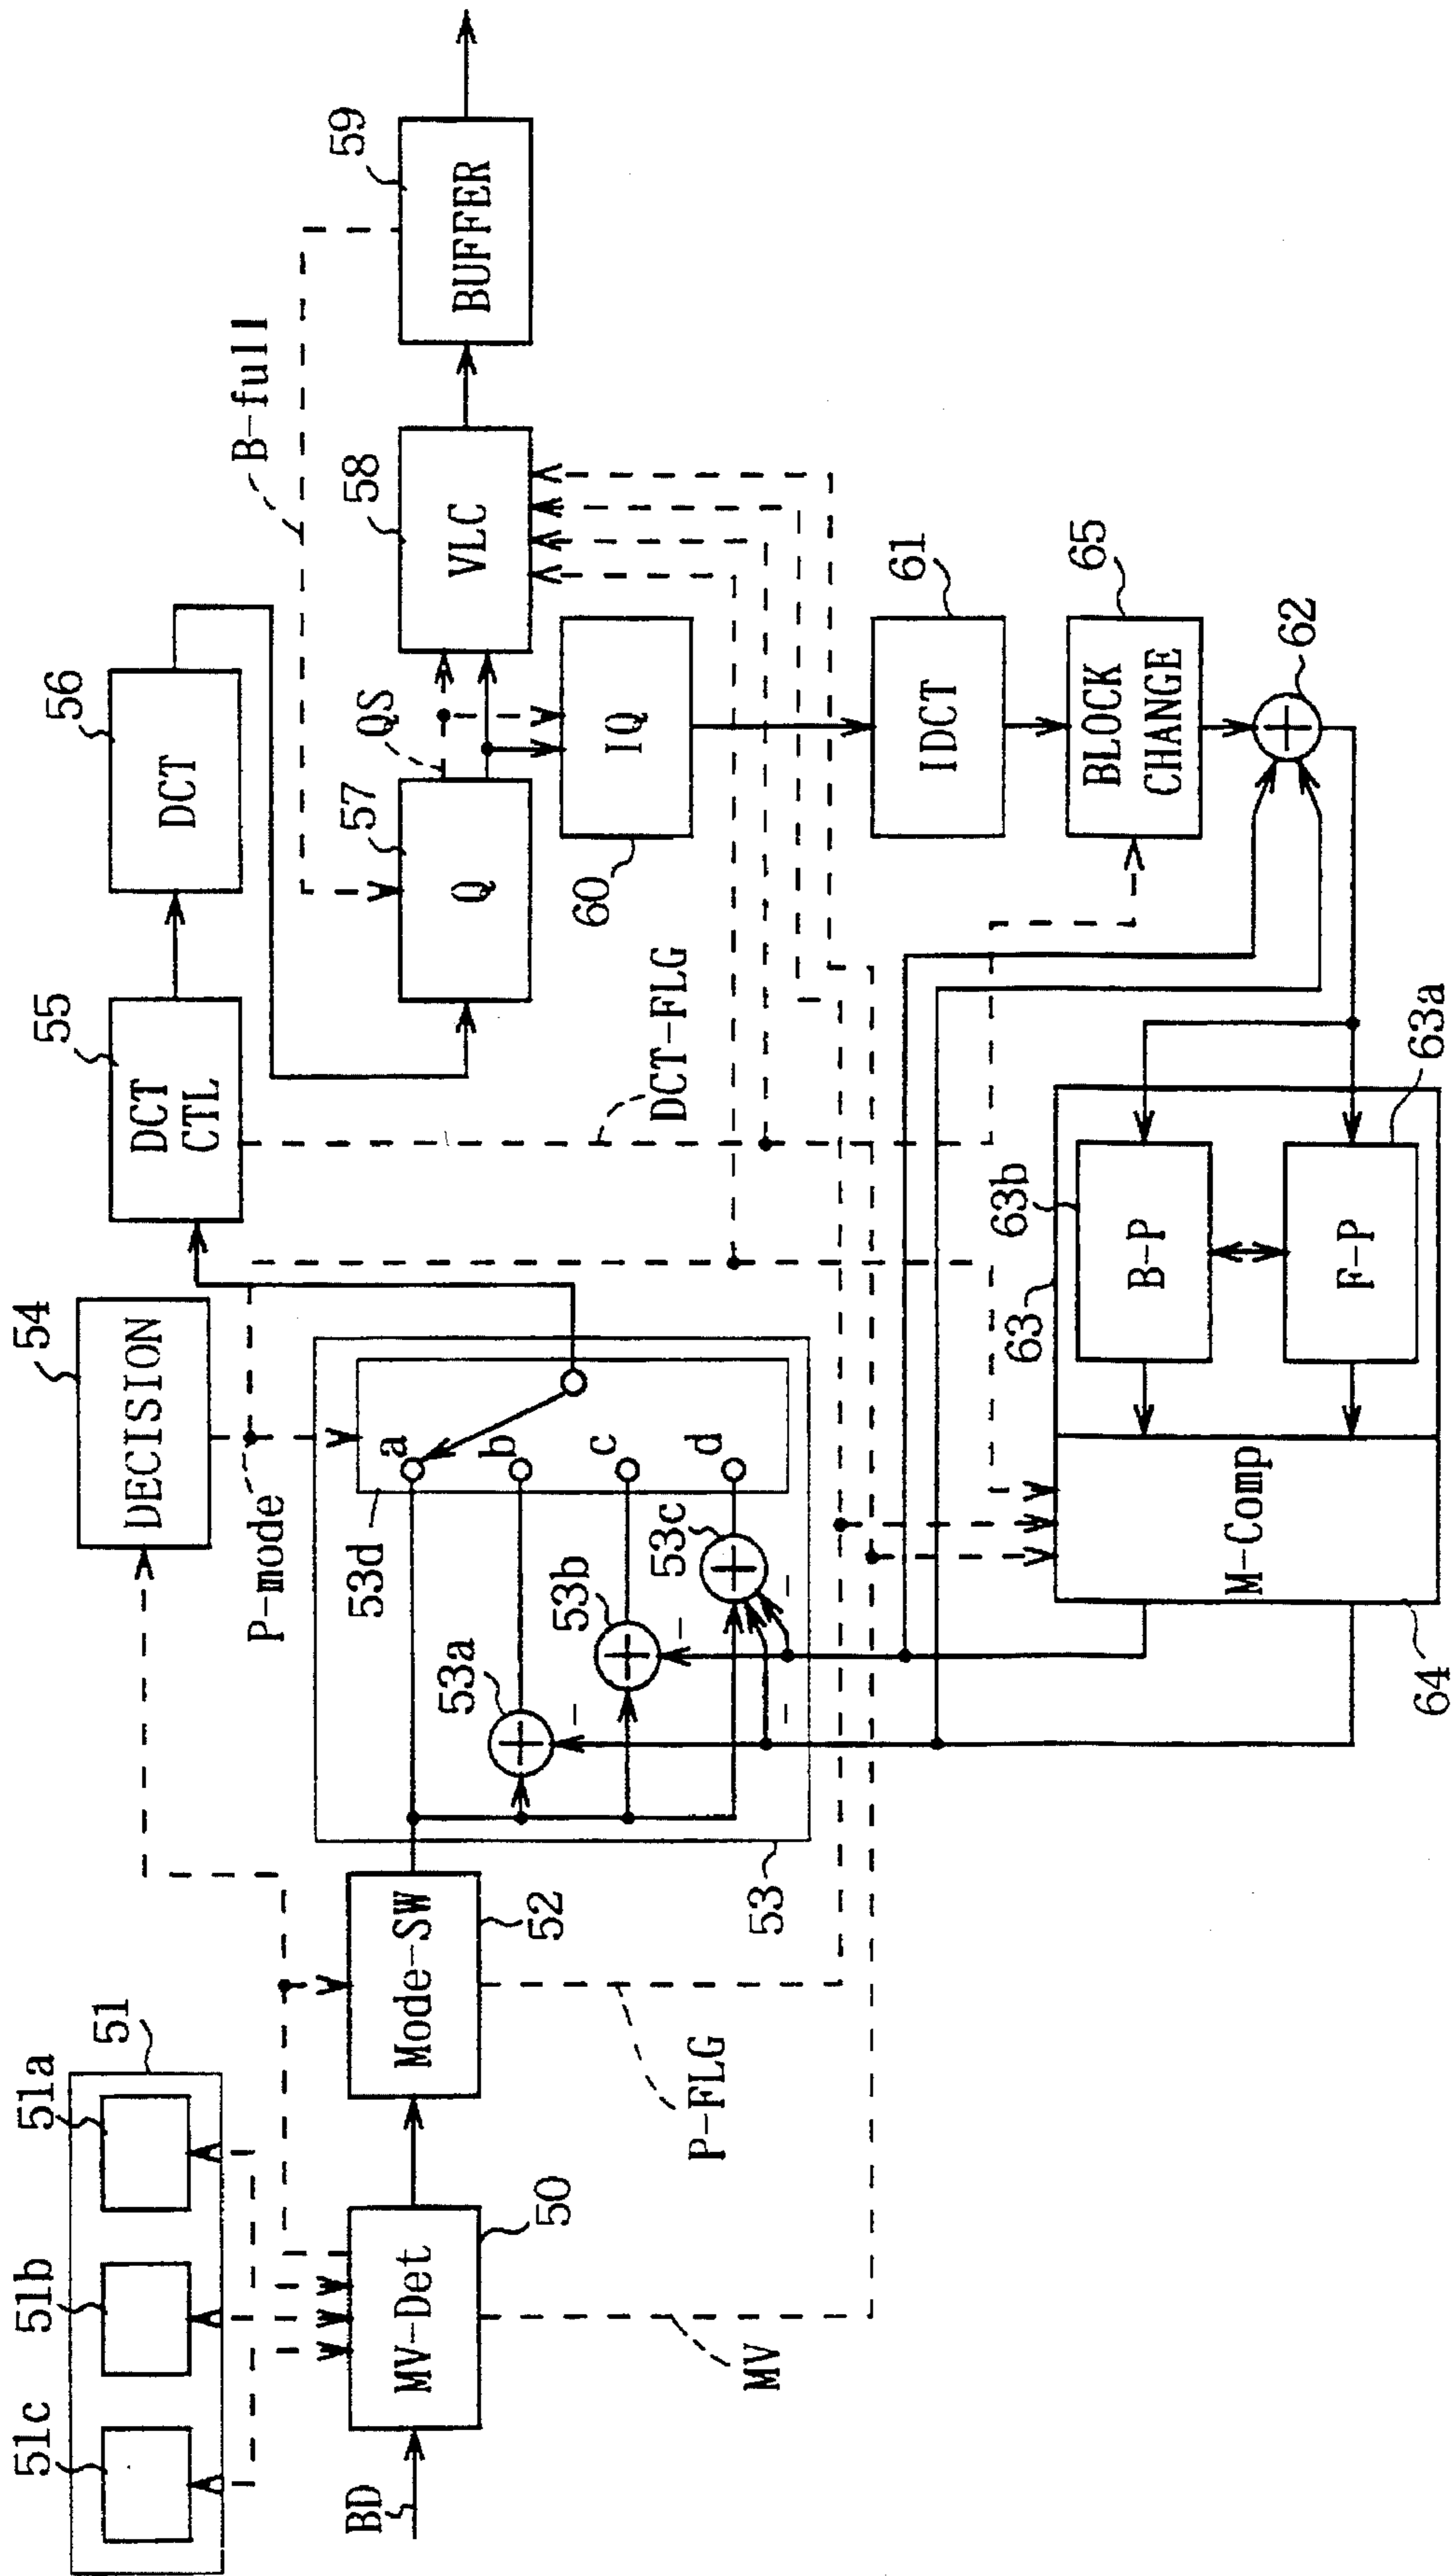 51
51a
51b
51c
BD
MV-Det
50
MV
Mode-SW
52
P-FLG
53
53a
53b
53c
53d
a
b
c
d
DECISION
54
P-mode
DCT
CTL
55
DCT-FLG
DCT
56
Q
57
QS
B-full
VLC
58
BUFFER
59
IQ
60
IDCT
61
BLOCK
CHANGE
65
62
63
B-P
63b
F-P
63a
M-Comp
64